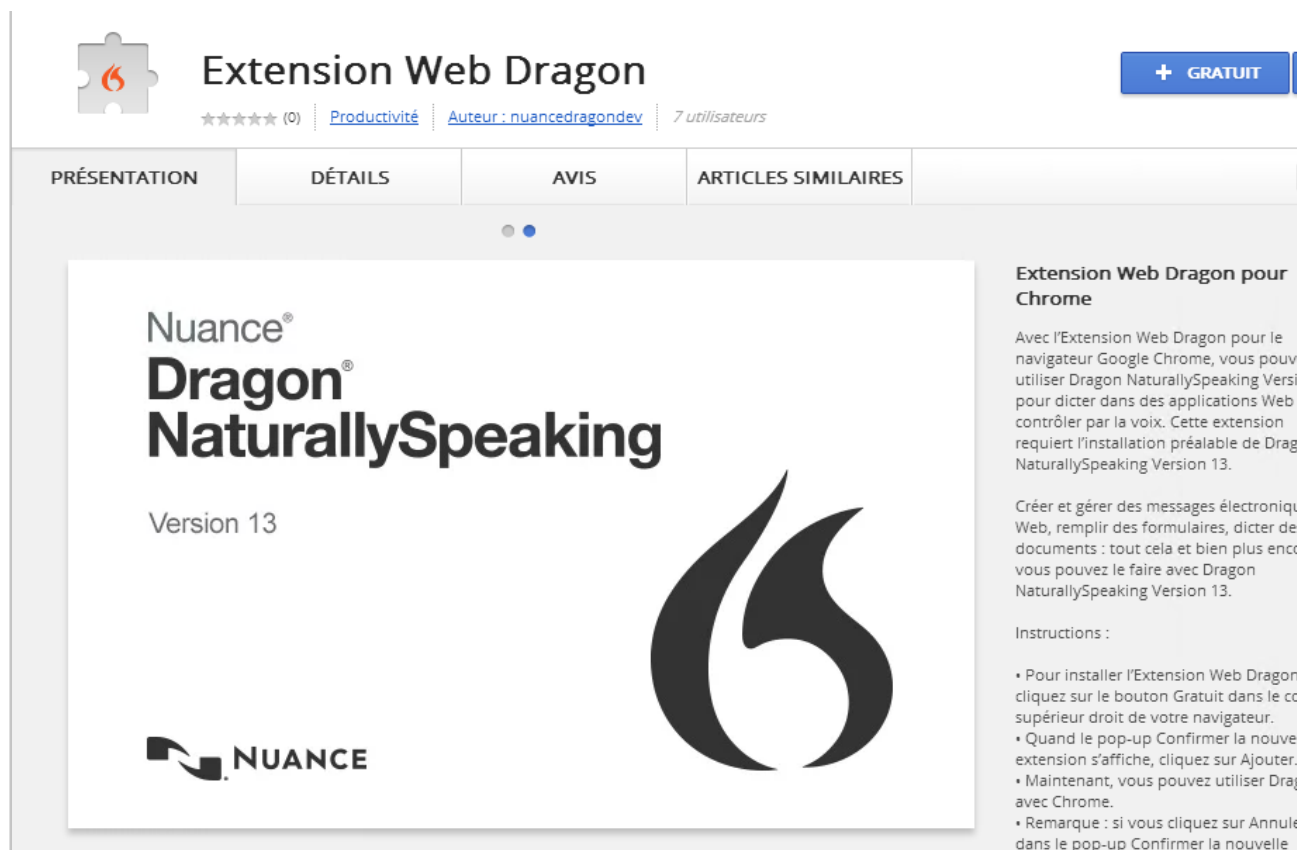 Extension Web Dragon
(0) Productivité Auteur : nuancedragondev 7 utilisateurs
+ GRATUIT
PRÉSENTATION DÉTAILS AVIS ARTICLES SIMILAIRES
Nuance®
Dragon®
NaturallySpeaking
Version 13
NUANCE
Extension Web Dragon pour
Chrome
Avec l’Extension Web Dragon pour le
navigateur Google Chrome, vous
utiliser Dragon NaturallySpeaking
pour dicter dans des applications Web
contrôler par la voix. Cette extension
requiert l’installation préalable de
NaturallySpeaking Version 13.
Créer et gérer des messages
Web, remplir des formulaires, dicter
documents : tout cela et bien plus
vous pouvez le faire avec Dragon
NaturallySpeaking Version 13.
Instructions :
• Pour installer l’Extension Web Dragon
cliquez sur le bouton Gratuit dans le
supérieur droit de votre navigateur.
• Quand le pop-up Confirmer la
extension s’affiche, cliquez sur Ajouter.
• Maintenant, vous pouvez utiliser
avec Chrome.
• Remarque : si vous cliquez sur
dans le pop-up Confirmer la nouvelle